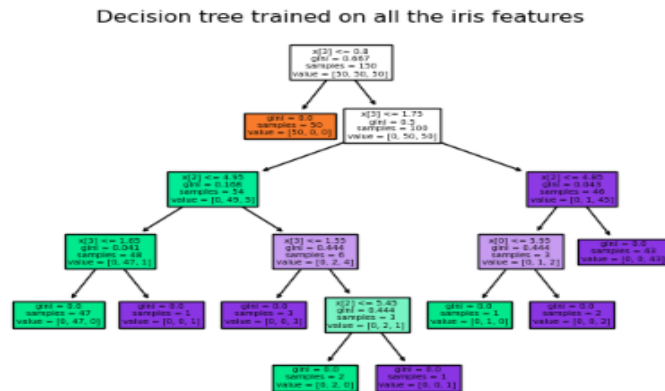 Decision tree trained on all the iris features
x[3] <= 0.8
gini = 0.667
samples = 150
value = [50, 50, 50]
gini = 0.0
samples = 50
value = [50, 0, 0]
x[3] <= 1.75
gini = 0.5
samples = 100
value = [0, 50, 50]
x[2] <= 4.95
gini = 0.168
samples = 54
value = [0, 49, 5]
x[2] <= 4.85
gini = 0.043
samples = 46
value = [0, 1, 45]
x[3] <= 1.65
gini = 0.041
samples = 48
value = [0, 47, 1]
x[3] <= 1.55
gini = 0.444
samples = 6
value = [0, 2, 4]
x[0] <= 5.95
gini = 0.444
samples = 3
value = [0, 1, 2]
gini = 0.0
samples = 43
value = [0, 0, 43]
gini = 0.0
samples = 47
value = [0, 47, 0]
gini = 0.0
samples = 1
value = [0, 0, 1]
gini = 0.0
samples = 3
value = [0, 0, 3]
x[2] <= 5.45
gini = 0.444
samples = 3
value = [0, 2, 1]
gini = 0.0
samples = 1
value = [0, 1, 0]
gini = 0.0
samples = 2
value = [0, 0, 2]
gini = 0.0
samples = 2
value = [0, 2, 0]
gini = 0.0
samples = 1
value = [0, 0, 1]